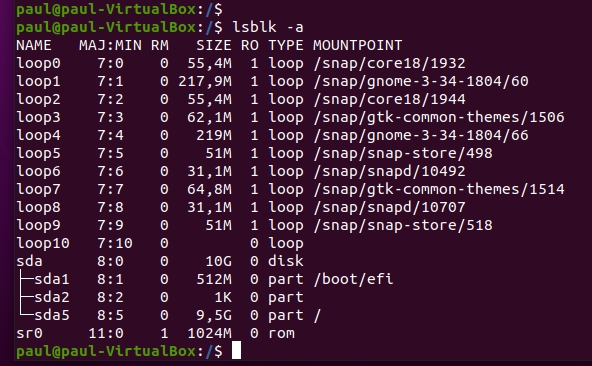 paul@paul-VirtualBox:/$
paul@paul-VirtualBox:/$ lsblk -a
NAME   MAJ:MIN RM   SIZE RO TYPE MOUNTPOINT
loop0    7:0    0  55,4M  1 loop /snap/core18/1932
loop1    7:1    0 217,9M  1 loop /snap/gnome-3-34-1804/60
loop2    7:2    0  55,4M  1 loop /snap/core18/1944
loop3    7:3    0  62,1M  1 loop /snap/gtk-common-themes/1506
loop4    7:4    0   219M  1 loop /snap/gnome-3-34-1804/66
loop5    7:5    0    51M  1 loop /snap/snap-store/498
loop6    7:6    0  31,1M  1 loop /snap/snapd/10492
loop7    7:7    0  64,8M  1 loop /snap/gtk-common-themes/1514
loop8    7:8    0  31,1M  1 loop /snap/snapd/10707
loop9    7:9    0    51M  1 loop /snap/snap-store/518
loop10   7:10   0         0 loop
sda      8:0    0    10G  0 disk
├─sda1   8:1    0   512M  0 part /boot/efi
├─sda2   8:2    0     1K  0 part
└─sda5   8:5    0   9,5G  0 part /
sr0     11:0    1  1024M  0 rom
paul@paul-VirtualBox:/$